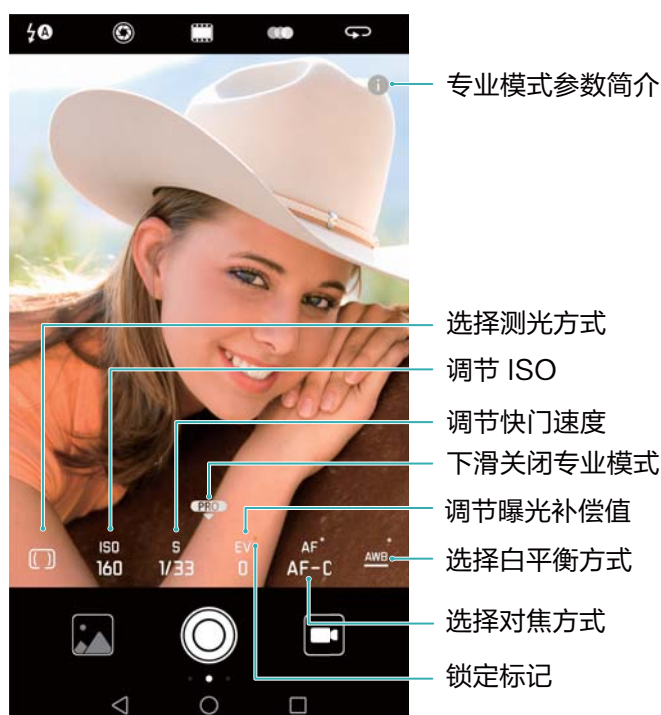 A
i
专业模式参数简介
选择测光方式
调节 ISO
调节快门速度
下滑关闭专业模式
PRO
调节曝光补偿值
ISO S EV AF AWB
160 1/33 0 AF-C
选择白平衡方式
选择对焦方式
锁定标记